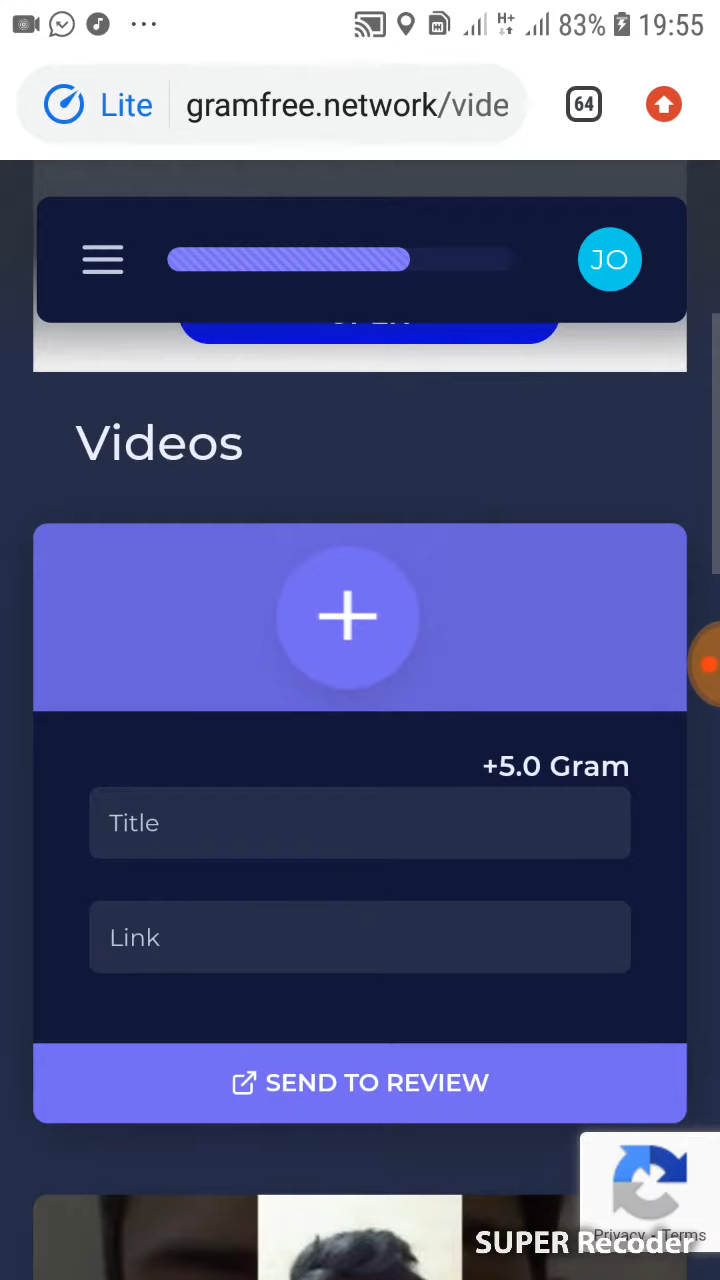 83% 19:55
Lite gramfree.network/vide 64
JO
Videos
+5.0 Gram
Title
Link
SEND TO REVIEW
Privacy - Terms
SUPER Recoder